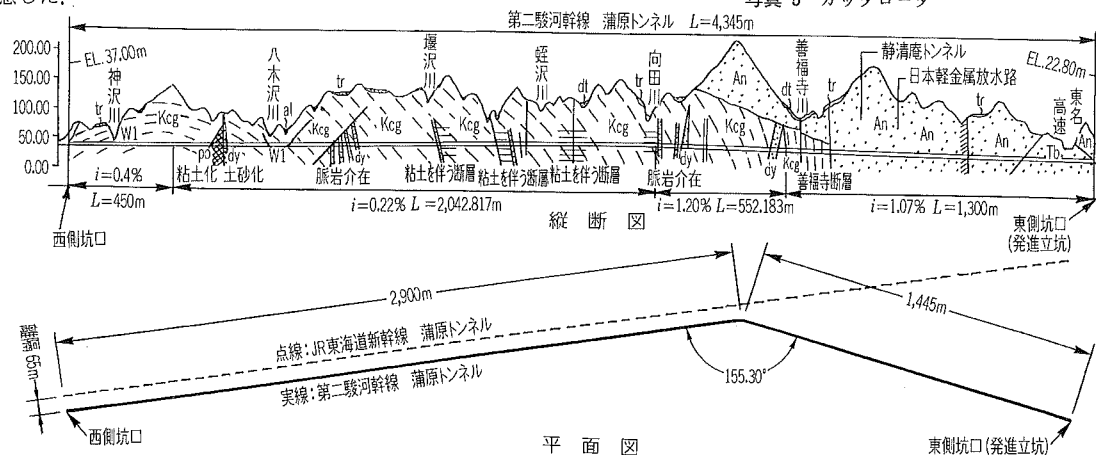 写真-5 カッタローダ
第二駿河幹線 蒲原トンネル L=4,345m
200.00
150.00
100.00
50.00
0.00
EL.37.00m
神沢
八木沢
堰沢川
蛭沢川
向田川
善福寺川
静清庵トンネル
日本軽金属放水路
東名高速
EL.22.80m
tr
W1
Kcg
po
dy
al
W1
Kcg
tr
dy
Kcg
tr
Kcg
dt
tr
Kcg
tr
dy
Kcg
An
dy
Kcg
dt
tr
An
An
tr
An
Tb
An
粘土化 土砂化
脈岩介在
粘土を伴う断層
粘土を伴う断層
粘土を伴う断層
脈岩介在
善福寺断層
i=0.4%
L=450m
i=0.22% L=2,042.817m
i=1.20% L=552.183m
i=1.07% L=1,300m
西側坑口
縦断図
東側坑口
(発進立坑)
2,900m
1,445m
点線:JR東海道新幹線 蒲原トンネル
実線:第二駿河幹線 蒲原トンネル
65m
155.30°
西側坑口
平面図
東側坑口(発進立坑)